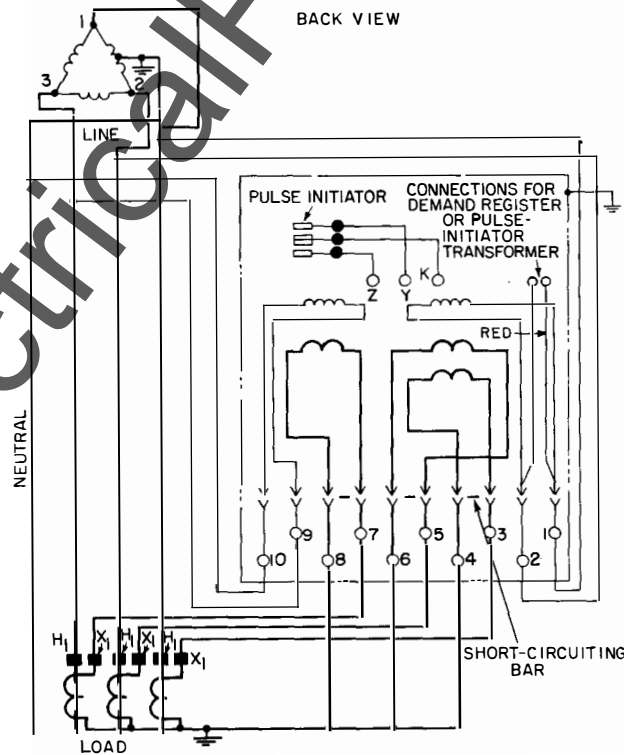 BACK VIEW
1
3
2
LINE
PULSE INITIATOR
CONNECTIONS FOR
DEMAND REGISTER
OR PULSE-
INITIATOR
TRANSFORMER
K
Z
Y
RED
NEUTRAL
9
7
5
3
1
10
8
6
4
2
H1
X1
H1
X1
H1
X1
SHORT-CIRCUITING
BAR
LOAD